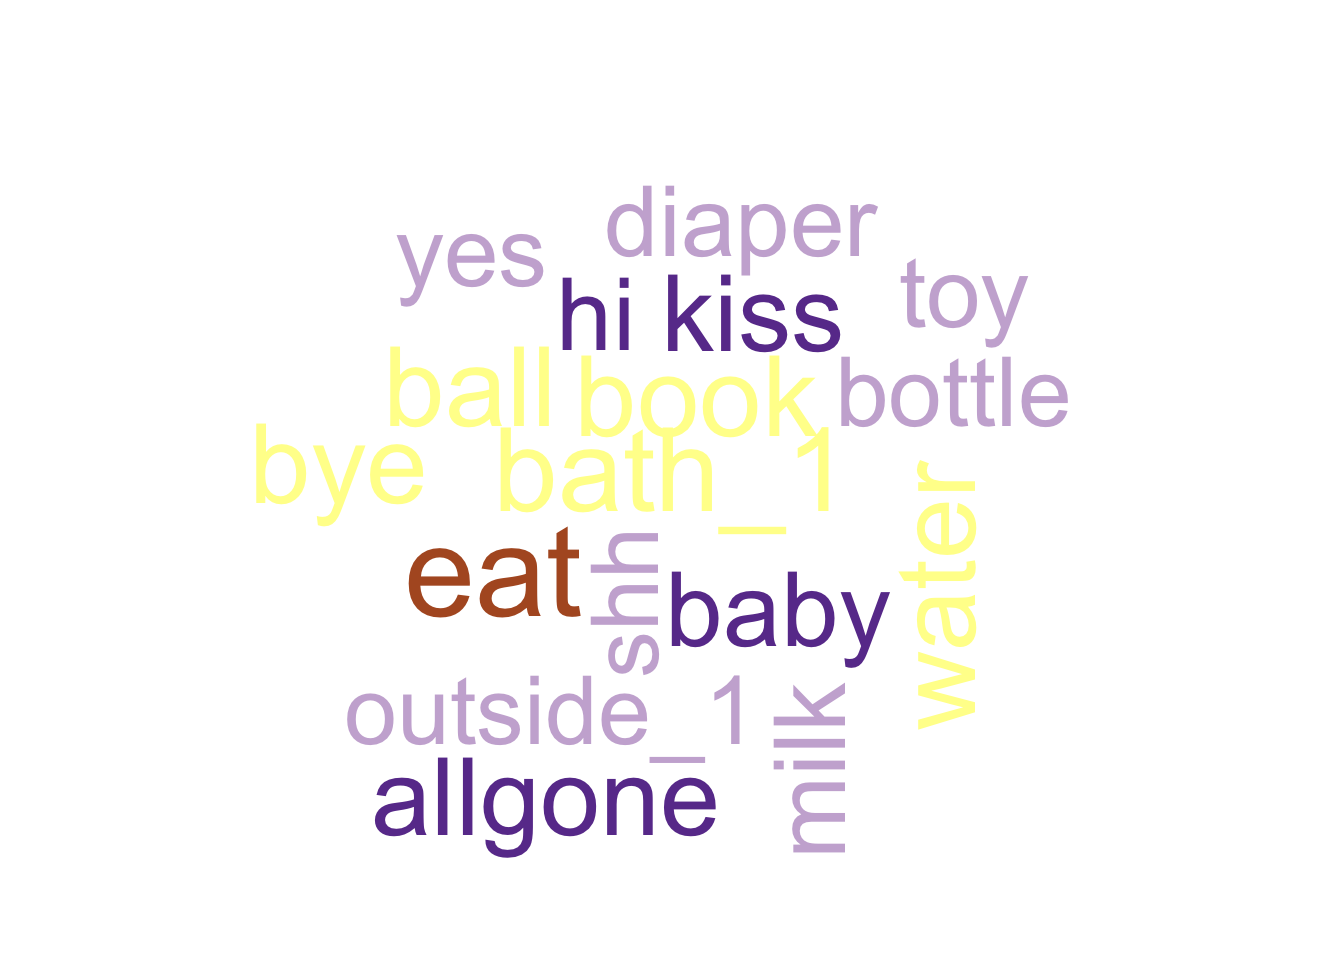 diaper
yes
toy
hi kiss
ball book bottle
bye bath_1
water
eat
shh
baby
outside_1
milk
allgone